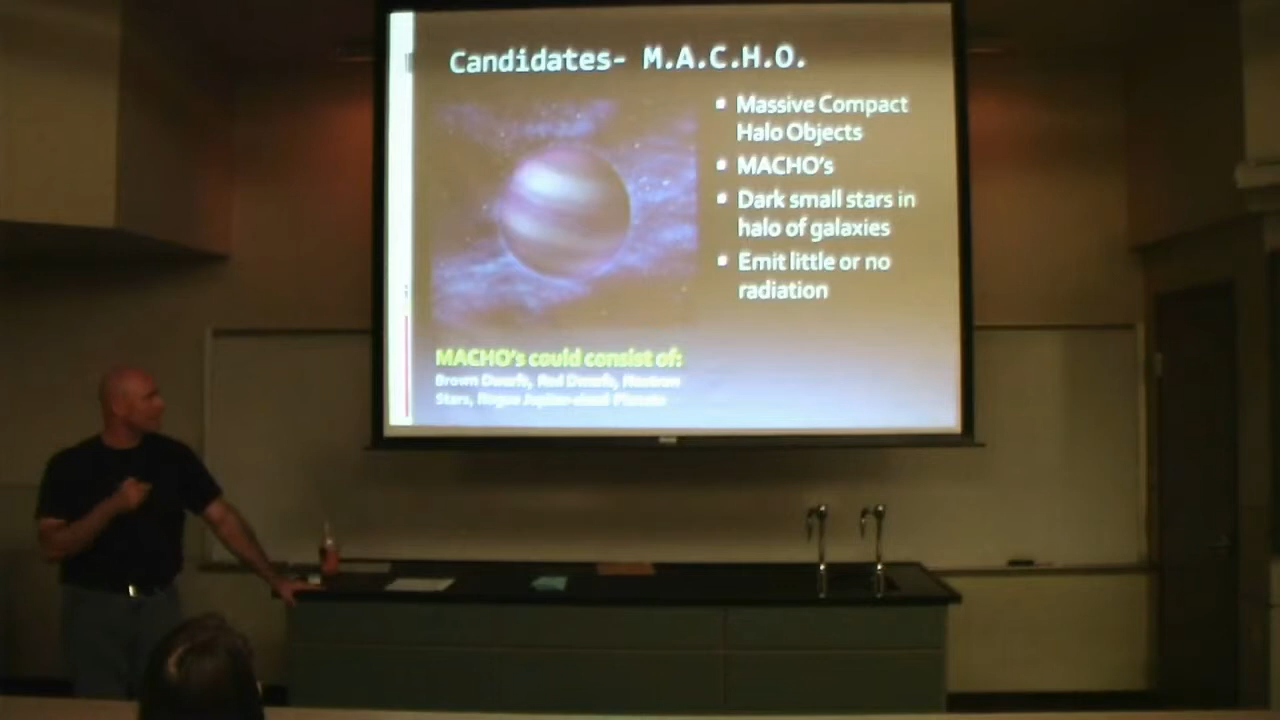 Candidates- M.A.C.H.O.
Massive Compact
Halo Objects
MACHO's
Dark small stars in
halo of galaxies
Emit little or no
radiation
MACHO's could consist of:
Brown Dwarfs, Red Dwarfs, Neutron
Stars, Rogue Jupiter-sized Planets